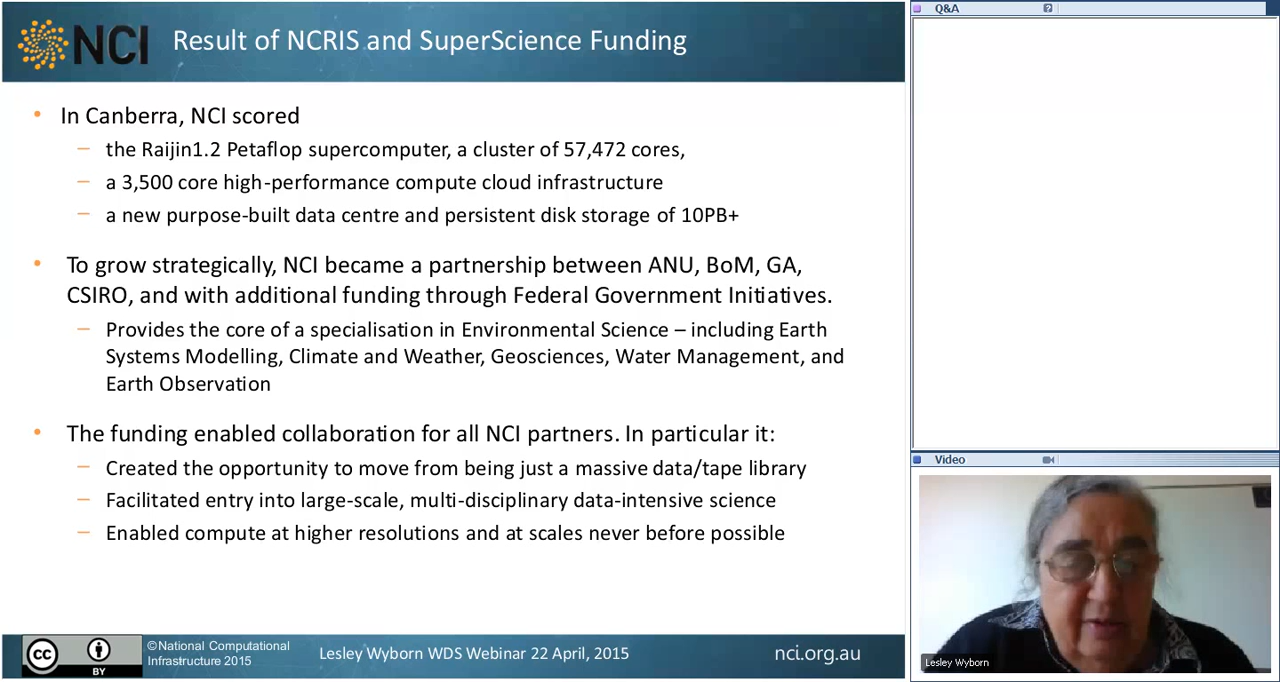 NCI
Result of NCRIS and SuperScience Funding
• In Canberra, NCI scored
– the Raijin1.2 Petaflop supercomputer, a cluster of 57,472 cores,
– a 3,500 core high-performance compute cloud infrastructure
– a new purpose-built data centre and persistent disk storage of 10PB+
• To grow strategically, NCI became a partnership between ANU, BoM, GA,
CSIRO, and with additional funding through Federal Government Initiatives.
– Provides the core of a specialisation in Environmental Science – including Earth
Systems Modelling, Climate and Weather, Geosciences, Water Management, and
Earth Observation
• The funding enabled collaboration for all NCI partners. In particular it:
– Created the opportunity to move from being just a massive data/tape library
– Facilitated entry into large-scale, multi-disciplinary data-intensive science
– Enabled compute at higher resolutions and at scales never before possible
cc
BY
©National Computational
Infrastructure 2015
Lesley Wyborn WDS Webinar 22 April, 2015
nci.org.au
Q&A
?
Video
Lesley Wyborn